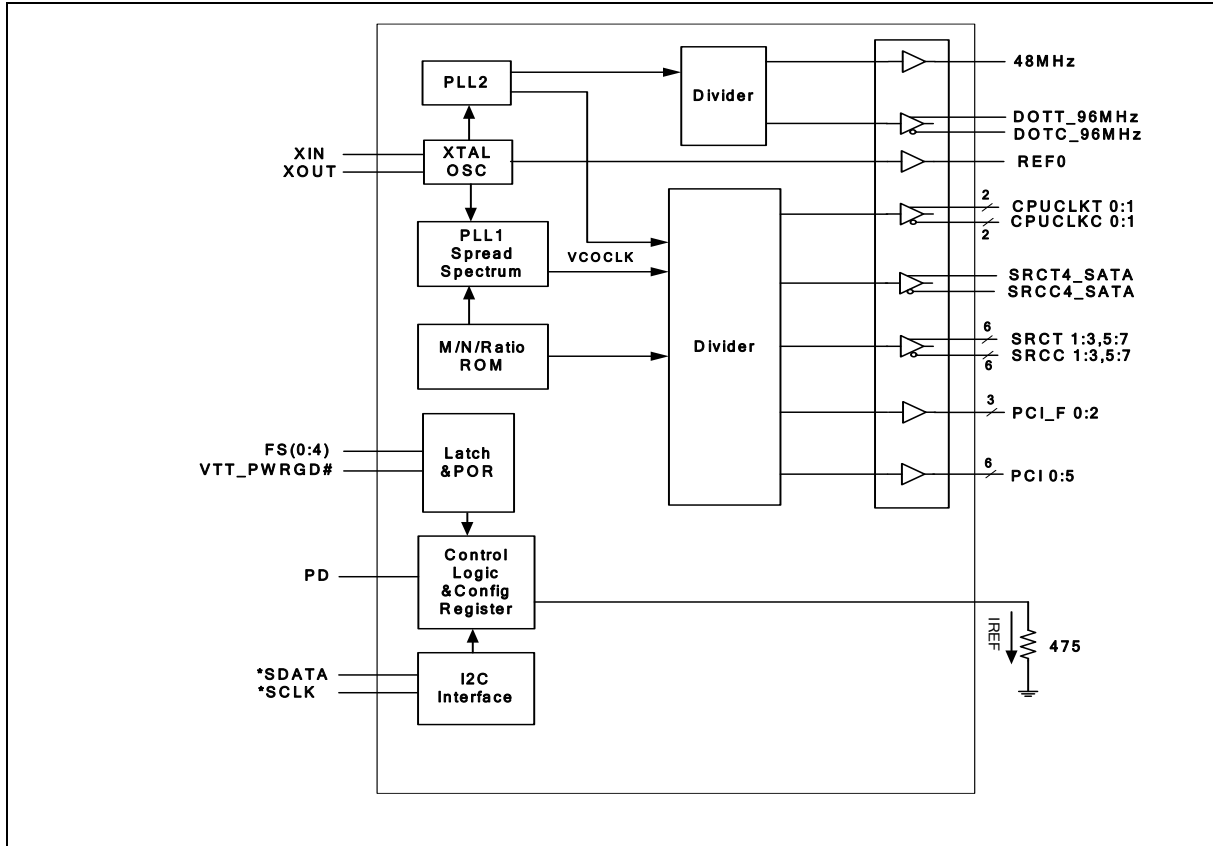 48MHz
PLL2
Divider
DOTT_96MHz
DOTC_96MHz
XIN
XOUT
XTAL
OSC
REF0
2
CPUCLKT 0:1
CPUCLKC 0:1
2
PLL1
Spread
Spectrum
VCOCLK
SRCT4_SATA
SRCC4_SATA
M/N/Ratio
ROM
Divider
6
SRCT 1:3,5:7
SRCC 1:3,5:7
6
3
PCI_F 0:2
FS(0:4)
VTT_PWRGD#
Latch
&POR
6
PCI 0:5
PD
Control
Logic
&Config
Register
IREF
475
*SDATA
*SCLK
I2C
Interface